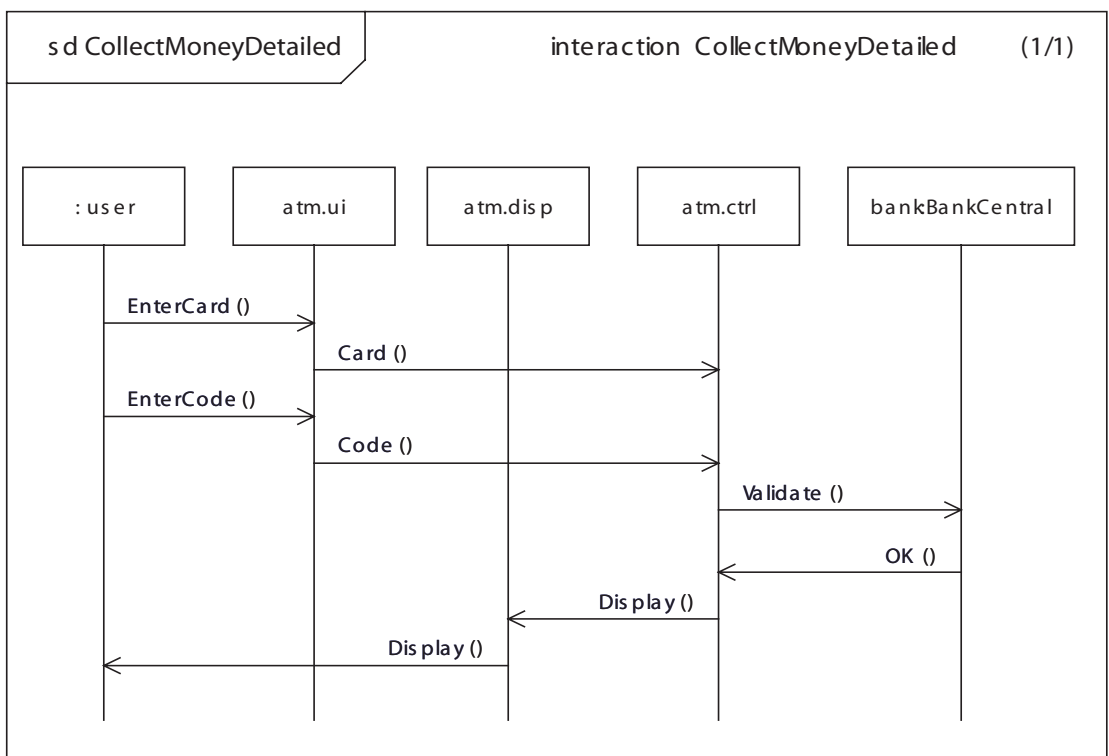 sd CollectMoneyDetailed
interaction CollectMoneyDetailed (1/1)
: user
atm.ui
atm.disp
atm.ctrl
bankBankCentral
EnterCard ()
Card ()
EnterCode ()
Code ()
Validate ()
OK ()
Display ()
Display ()